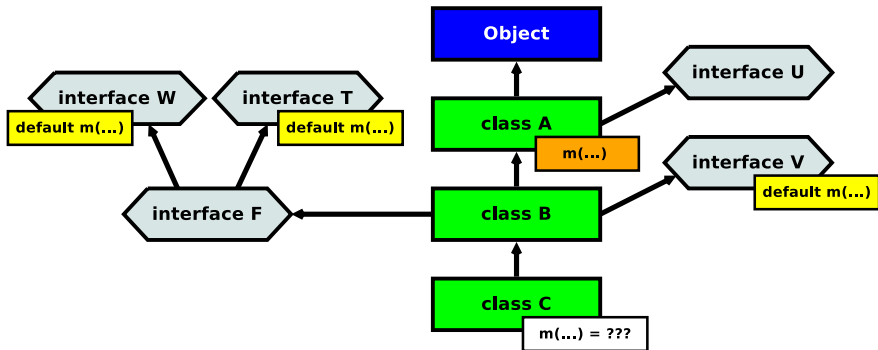 Object
interface W
interface T
interface U
default m(...)
default m(...)
class A
m(...)
interface V
default m(...)
interface F
class B
class C
m(...) = ???